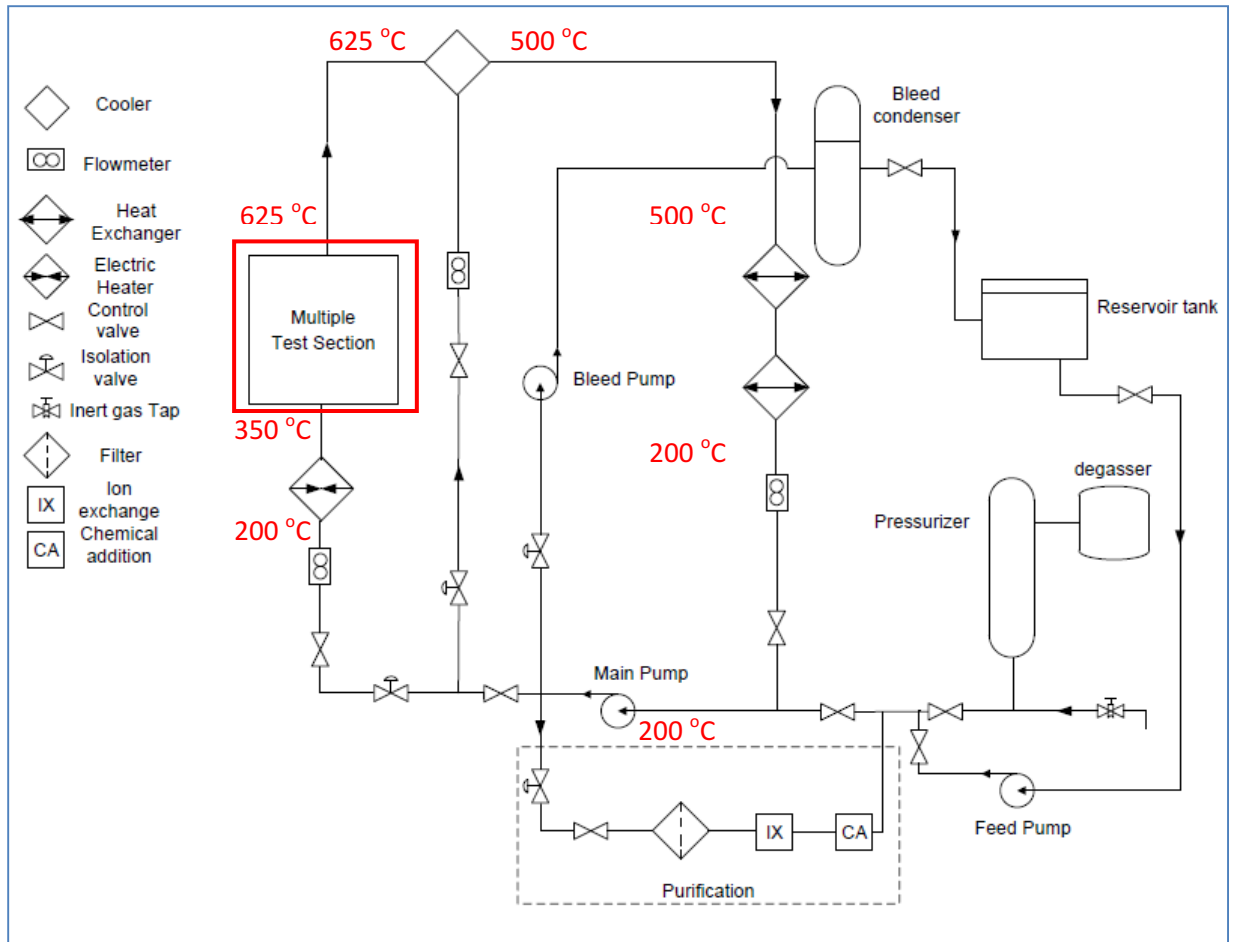 625 °C
500 °C
Cooler
Flowmeter
Heat
Exchanger
Electric
Heater
Control
valve
Isolation
valve
Inert gas Tap
Filter
IX
Ion
exchange
CA
Chemical
addition
625 °C
Multiple
Test Section
350 °C
200 °C
Bleed
condenser
500 °C
Reservoir tank
Bleed Pump
200 °C
degasser
Pressurizer
Main Pump
200 °C
Feed Pump
IX
CA
Purification